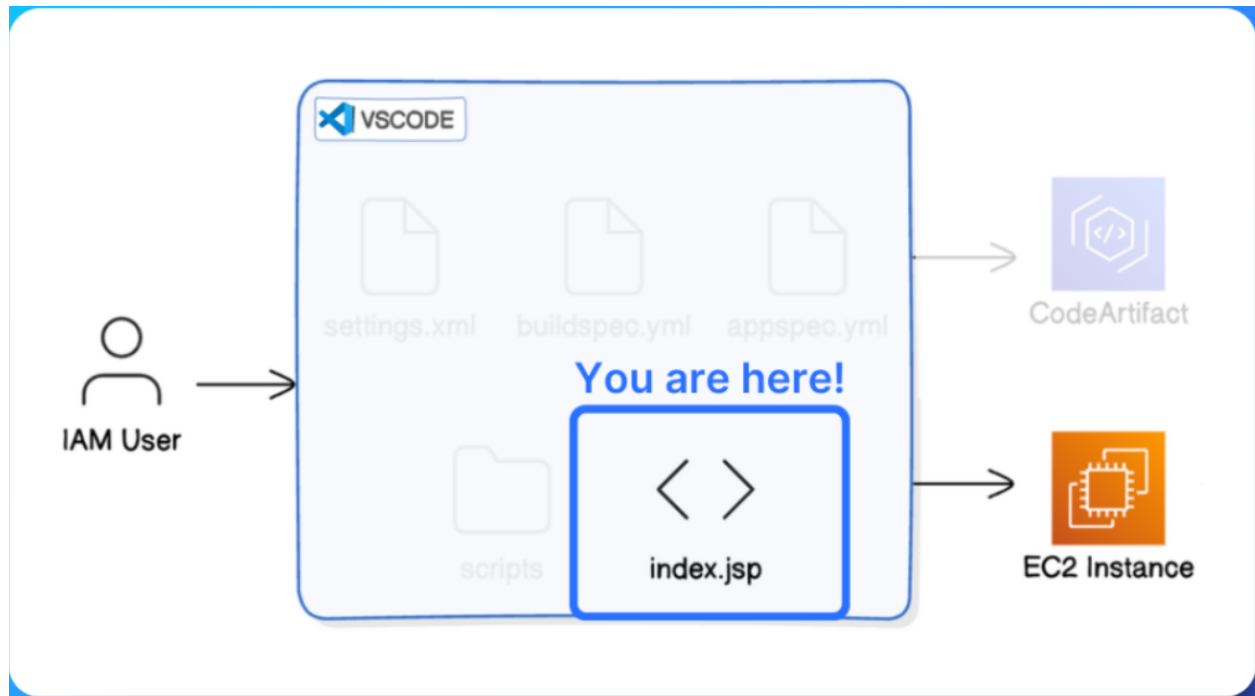 VSCODE
settings.xml
buildspec.yml
appspec.yml
CodeArtifact
You are here!
IAM User
scripts
index.jsp
EC2 Instance